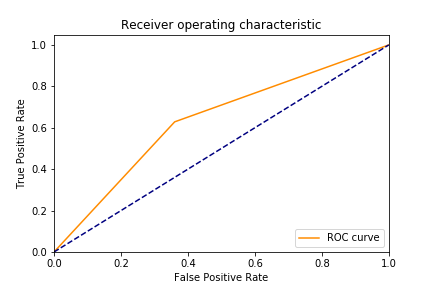 Receiver operating characteristic
True Positive Rate
1.0
0.8
0.6
0.4
0.2
0.0
0.0 0.2 0.4 0.6 0.8 1.0
False Positive Rate
ROC curve